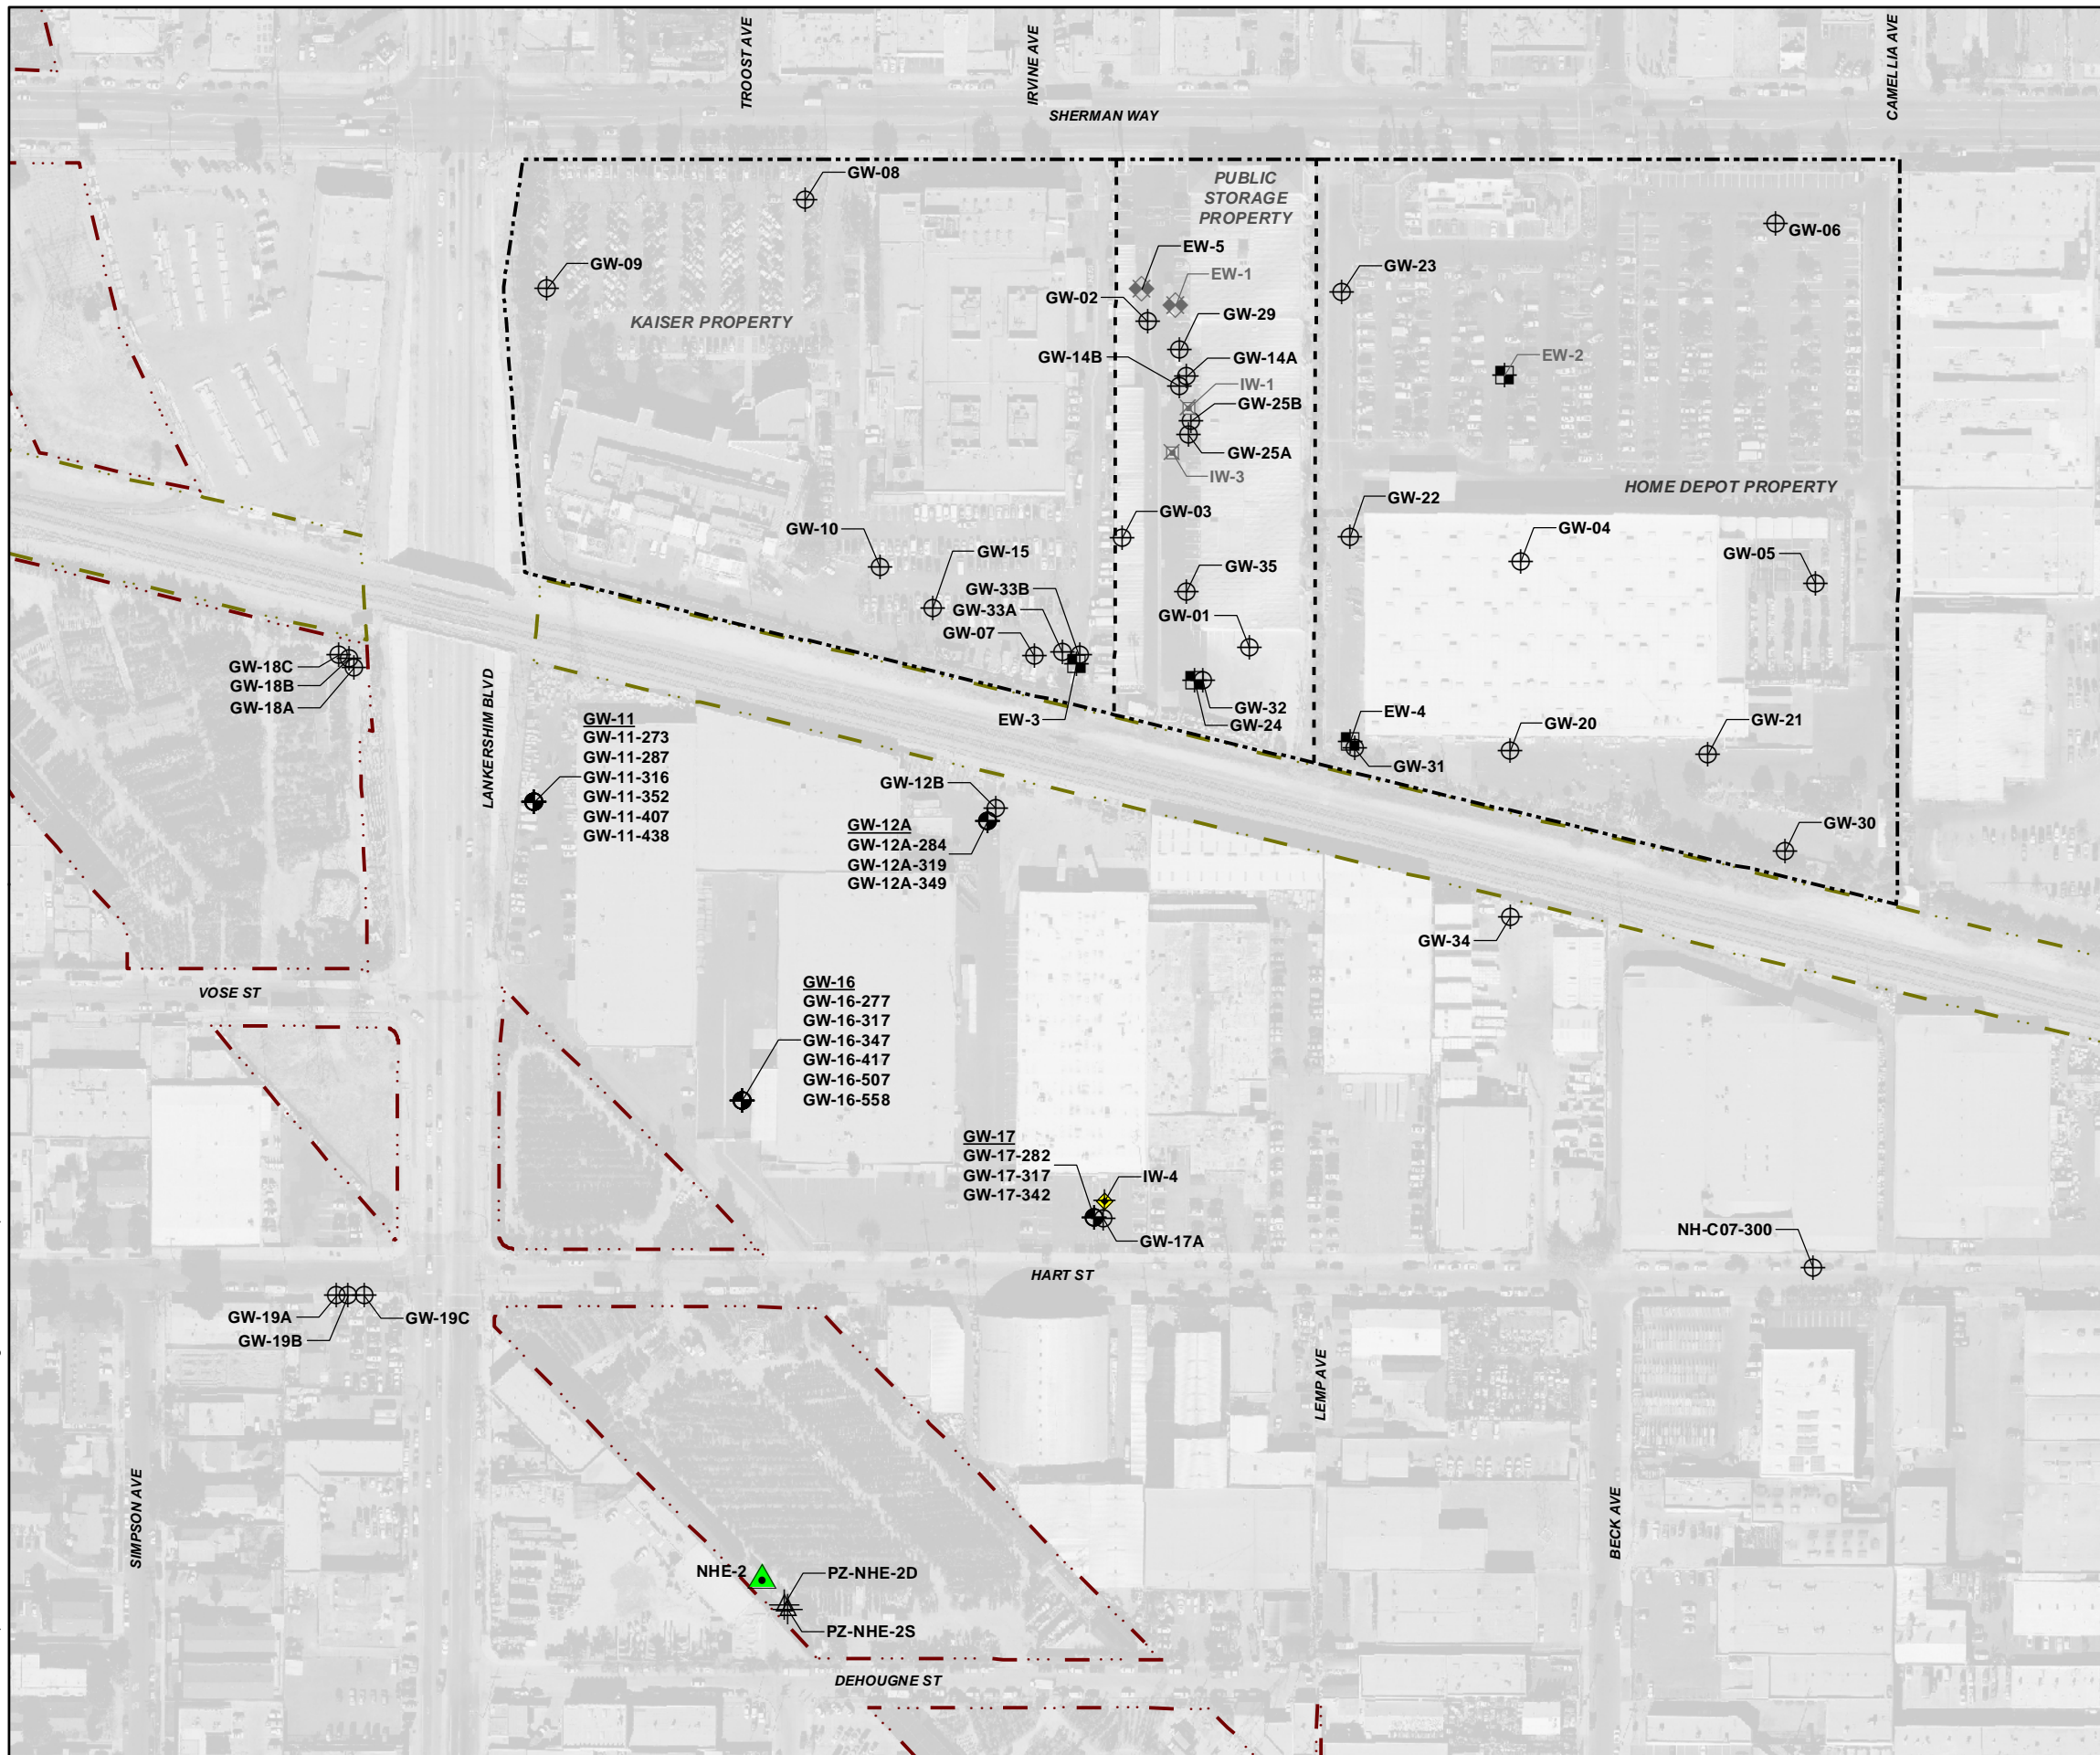 TROOST AVE
IRVINE AVE
CAMELLIA AVE
SHERMAN WAY
GW-08
PUBLIC
STORAGE
PROPERTY
GW-06
EW-5
GW-09
EW-1
GW-23
GW-02
GW-29
KAISER PROPERTY
GW-14B
GW-14A
EW-2
IW-1
GW-25B
GW-25A
IW-3
HOME DEPOT PROPERTY
GW-22
GW-03
GW-10
GW-04
GW-15
GW-05
GW-35
GW-33B
GW-33A
GW-01
GW-07
GW-18C
GW-18B
GW-18A
LANKERSHIM BLVD
GW-32
GW-24
EW-3
EW-4
GW-20
GW-21
GW-31
GW-11
GW-11-273
GW-11-287
GW-11-316
GW-11-352
GW-11-407
GW-11-438
GW-12B
GW-12A
GW-12A-284
GW-12A-319
GW-12A-349
GW-30
GW-34
VOSE ST
GW-16
GW-16-277
GW-16-317
GW-16-347
GW-16-417
GW-16-507
GW-16-558
GW-17
GW-17-282
GW-17-317
GW-17-342
IW-4
GW-17A
NH-C07-300
HART ST
GW-19A
GW-19B
GW-19C
LEMP AVE
SIMPSON AVE
BECK AVE
NHE-2
PZ-NHE-2D
PZ-NHE-2S
DEHOUGNE ST